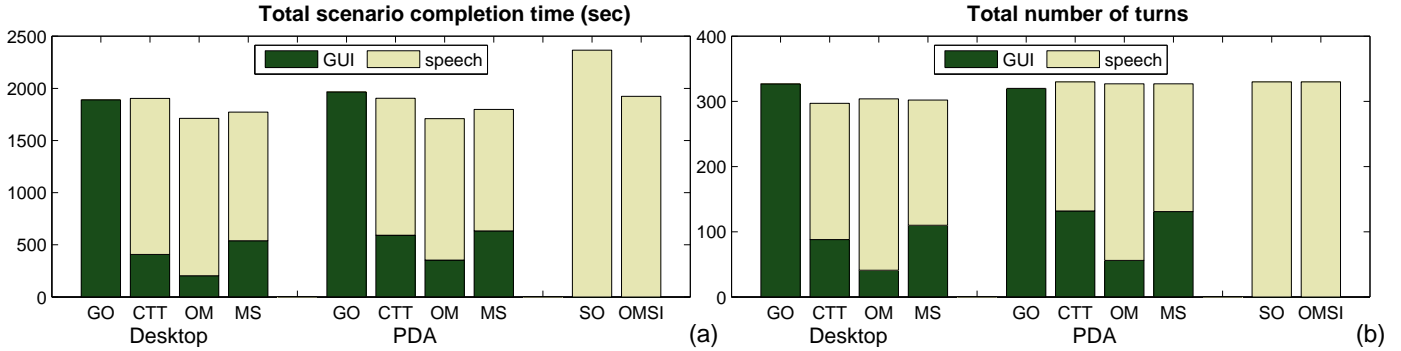 Total scenario completion time (sec)
2500
2000
1500
1000
500
0
GUI speech
GO CTT OM MS GO CTT OM MS SO OMSI
Desktop PDA (a)
Total number of turns
400
300
200
100
0
GUI speech
GO CTT OM MS GO CTT OM MS SO OMSI
Desktop PDA (b)